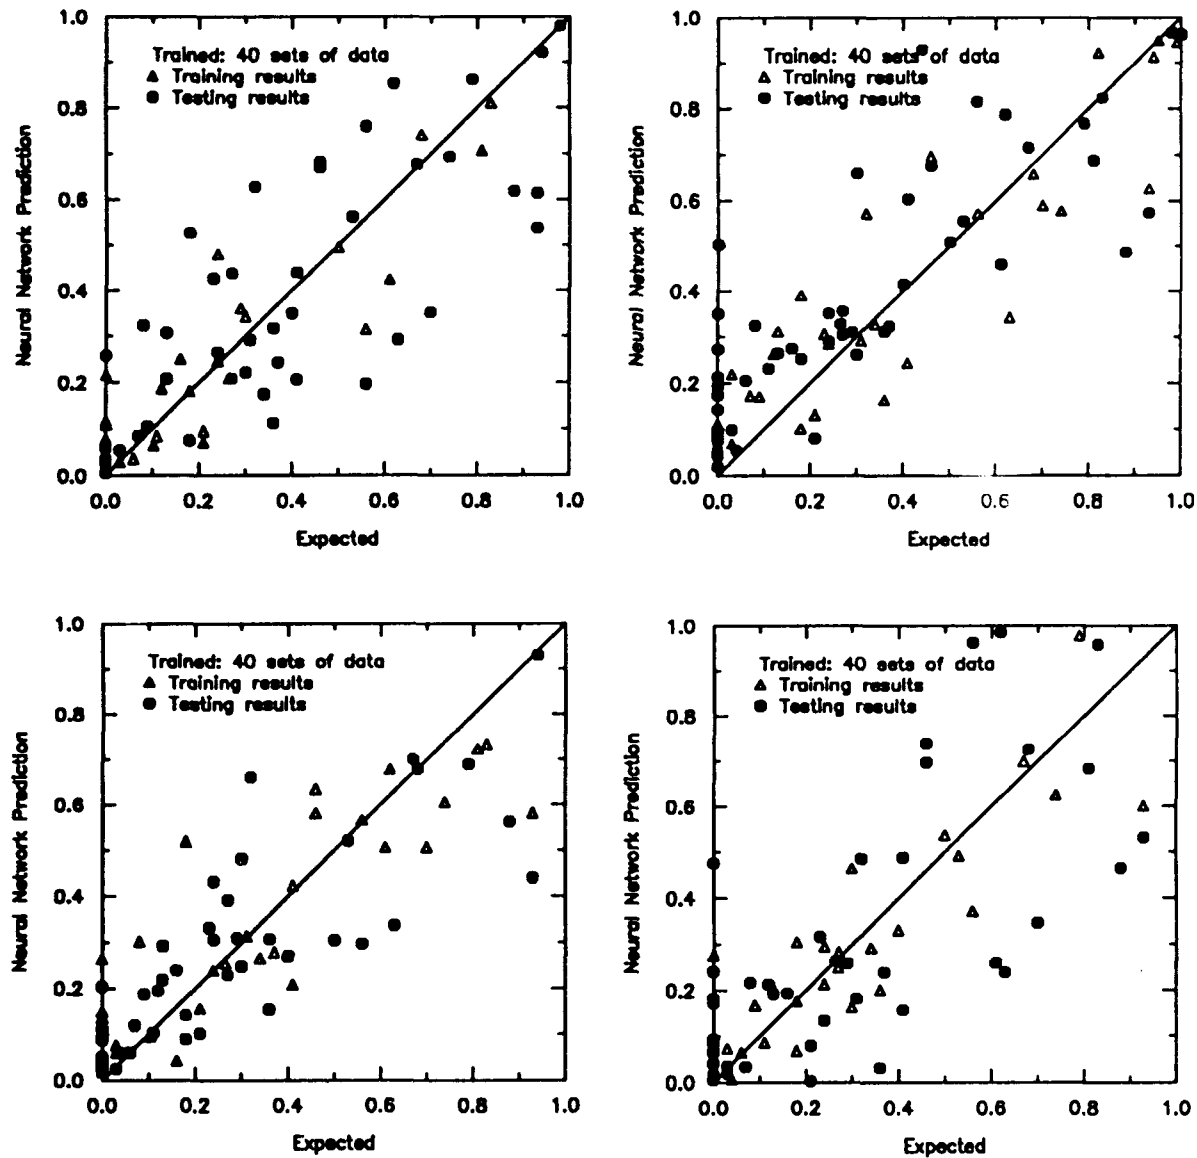 1.0
Trained: 40 sets of data
Training results
Testing results
0.8
0.6
0.4
0.2
0.0
Neural Network Prediction
0.0 0.2 0.4 0.6 0.8 1.0
Expected
1.0
Trained: 40 sets of data
Training results
Testing results
0.8
0.6
0.4
0.2
0.0
Neural Network Prediction
0.0 0.2 0.4 0.6 0.8 1.0
Expected
1.0
Trained: 40 sets of data
Training results
Testing results
0.8
0.6
0.4
0.2
0.0
Neural Network Prediction
0.0 0.2 0.4 0.6 0.8 1.0
Expected
1.0
Trained: 40 sets of data
Training results
Testing results
0.8
0.6
0.4
0.2
0.0
Neural Network Prediction
0.0 0.2 0.4 0.6 0.8 1.0
Expected